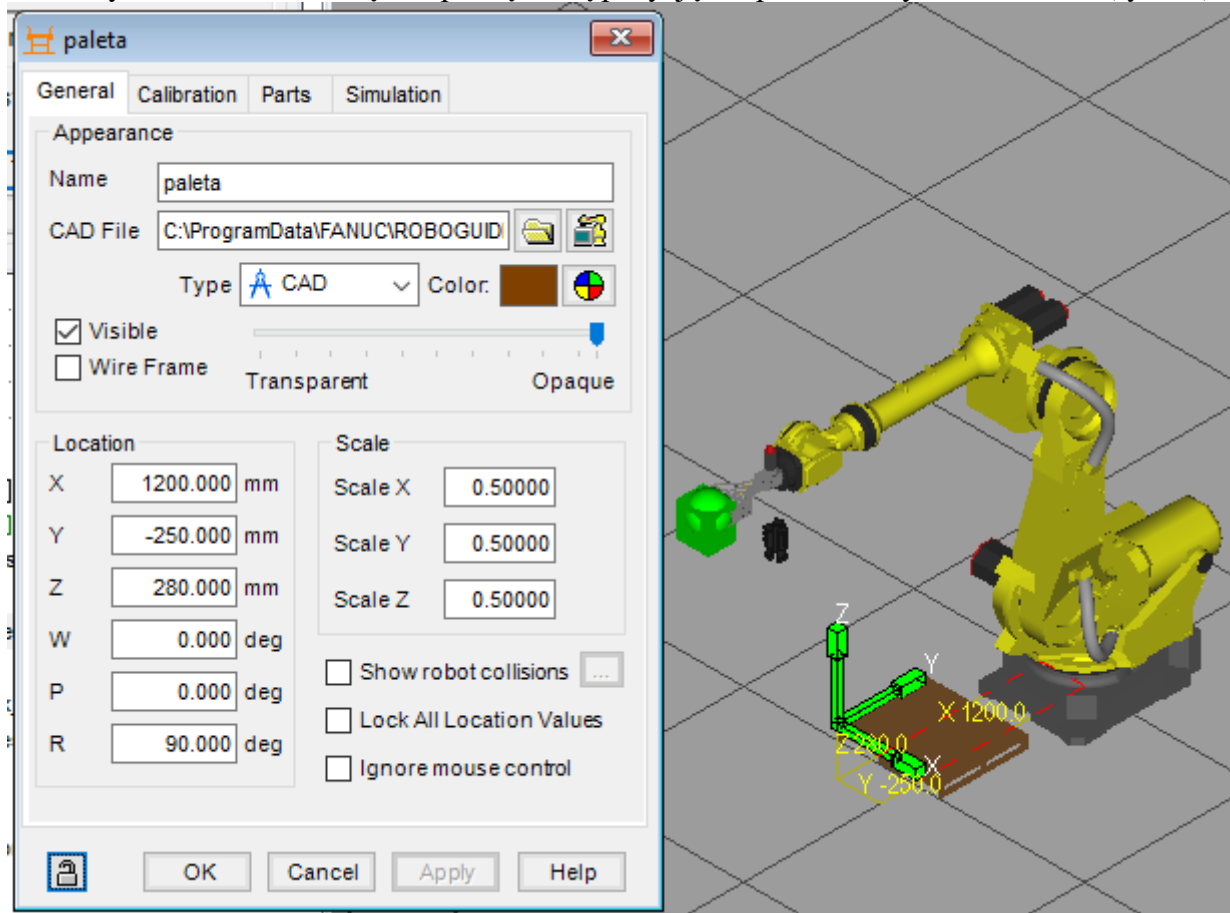 paleta
General Calibration Parts Simulation
Appearance
Name paleta
CAD File C:\ProgramData\FANUC\ROBOGUID
Type CAD Color:
Visible
Wire Frame
Transparent Opaque
Location Scale
X 1200.000 mm Scale X 0.50000
Y -250.000 mm Scale Y 0.50000
Z 280.000 mm Scale Z 0.50000
W 0.000 deg
P 0.000 deg
R 90.000 deg
Show robot collisions ...
Lock All Location Values
Ignore mouse control
OK Cancel Apply Help
Z
Y
X 1200.0
Z 280.0
X
Y -250.0